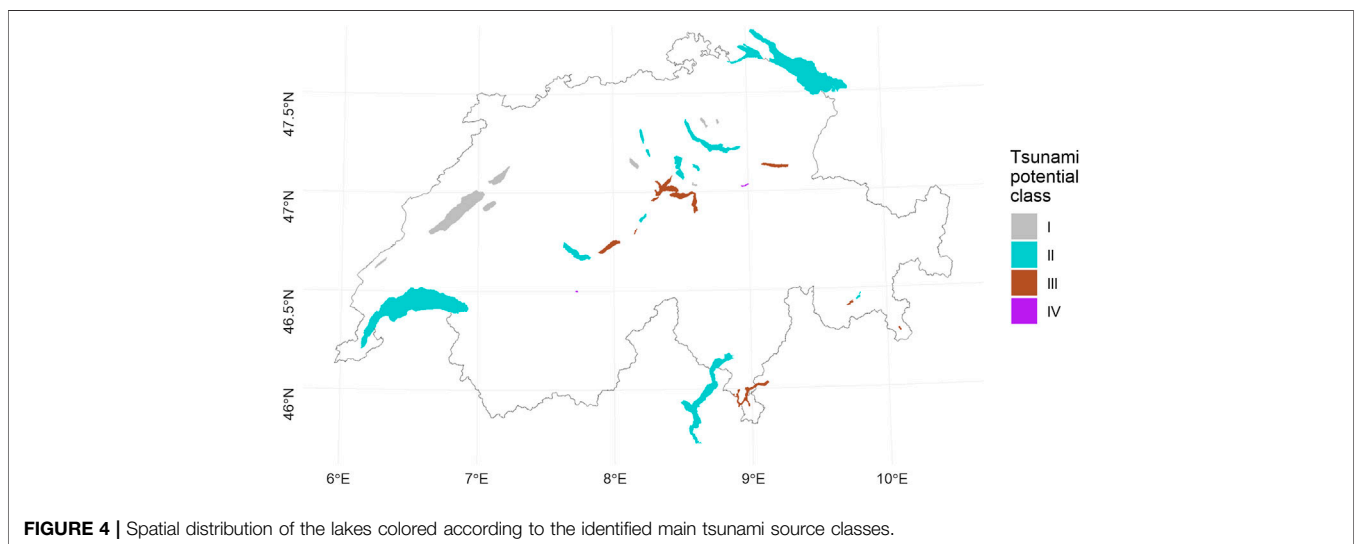 47.5°N
47°N
46.5°N
46°N
6°E
7°E
8°E
9°E
10°E
Tsunami
potential
class
I
II
III
IV
FIGURE 4 | Spatial distribution of the lakes colored according to the identified main tsunami source classes.